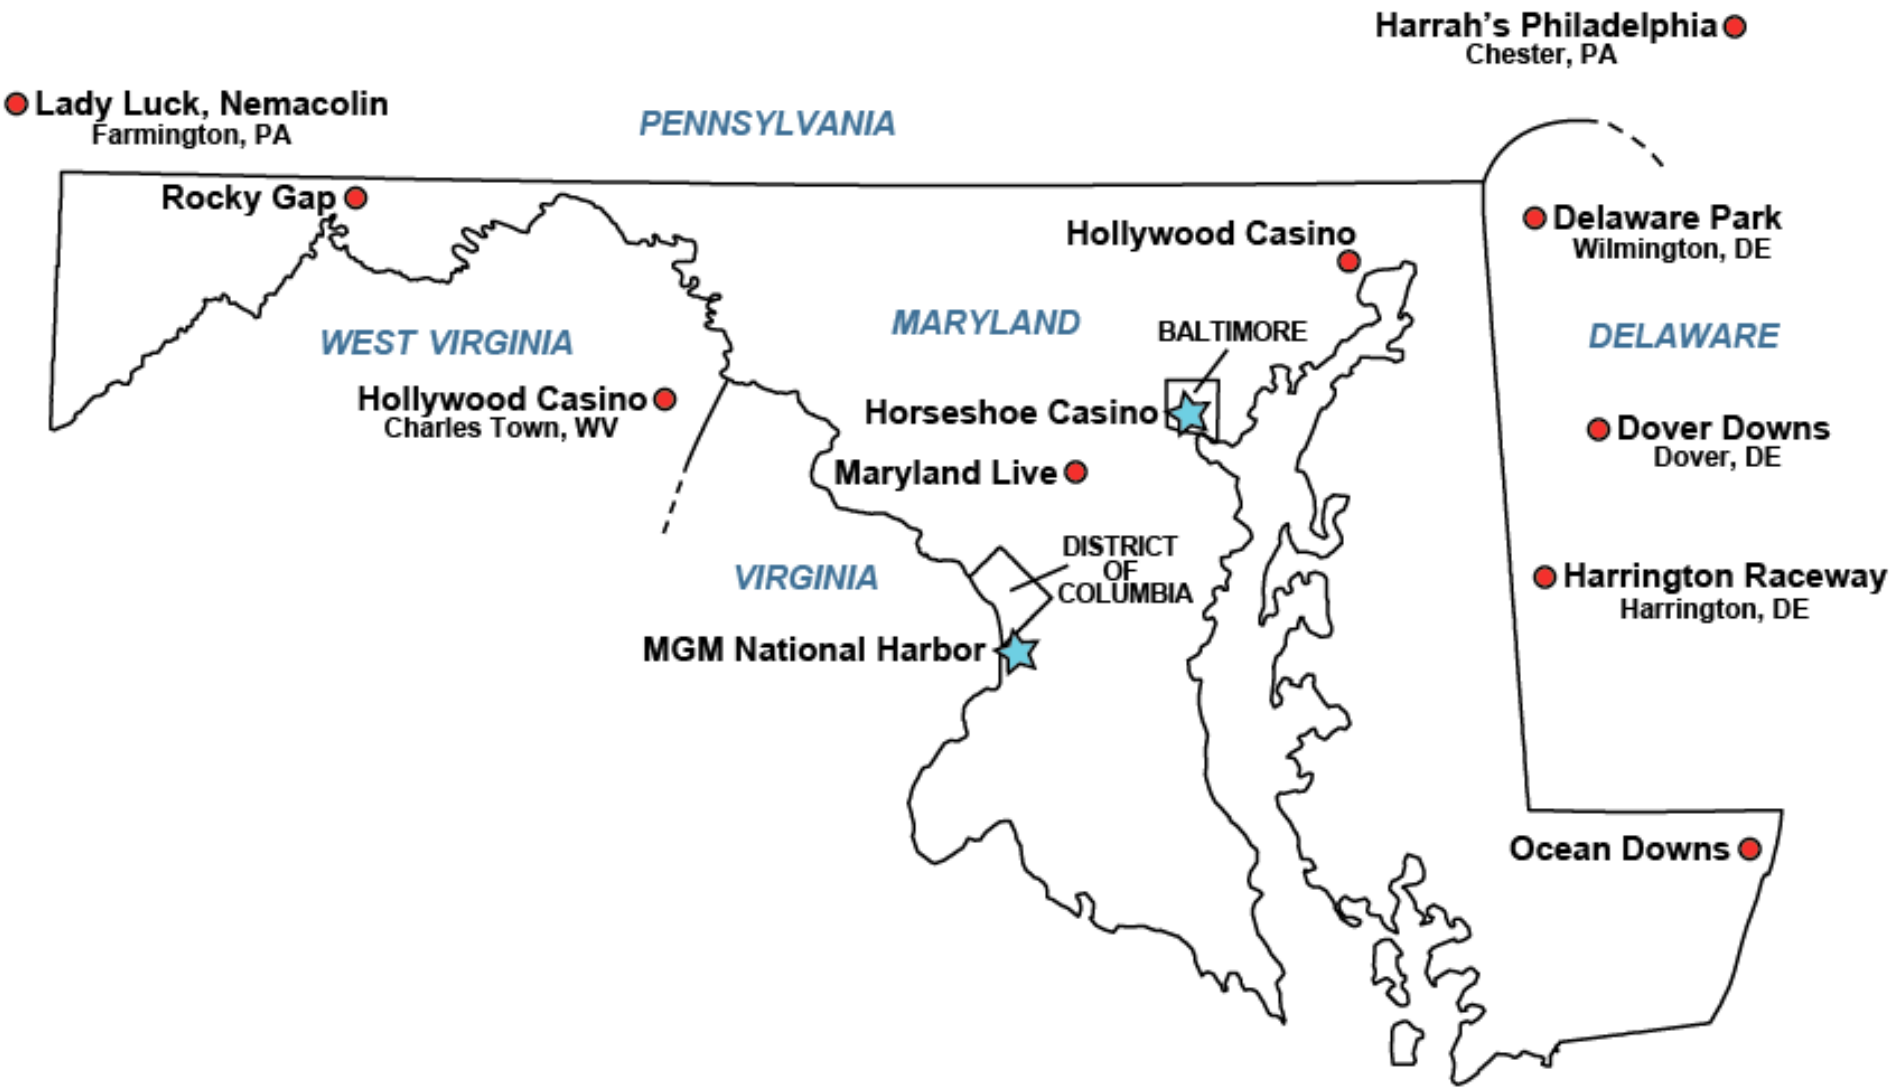 Harrah's Philadelphia
Chester, PA
Lady Luck, Nemacolin
Farmington, PA
PENNSYLVANIA
Rocky Gap
Delaware Park
Wilmington, DE
Hollywood Casino
MARYLAND
BALTIMORE
DELAWARE
WEST VIRGINIA
Hollywood Casino
Charles Town, WV
Horseshoe Casino
Dover Downs
Dover, DE
Maryland Live
DISTRICT
OF
COLUMBIA
VIRGINIA
Harrington Raceway
Harrington, DE
MGM National Harbor
Ocean Downs